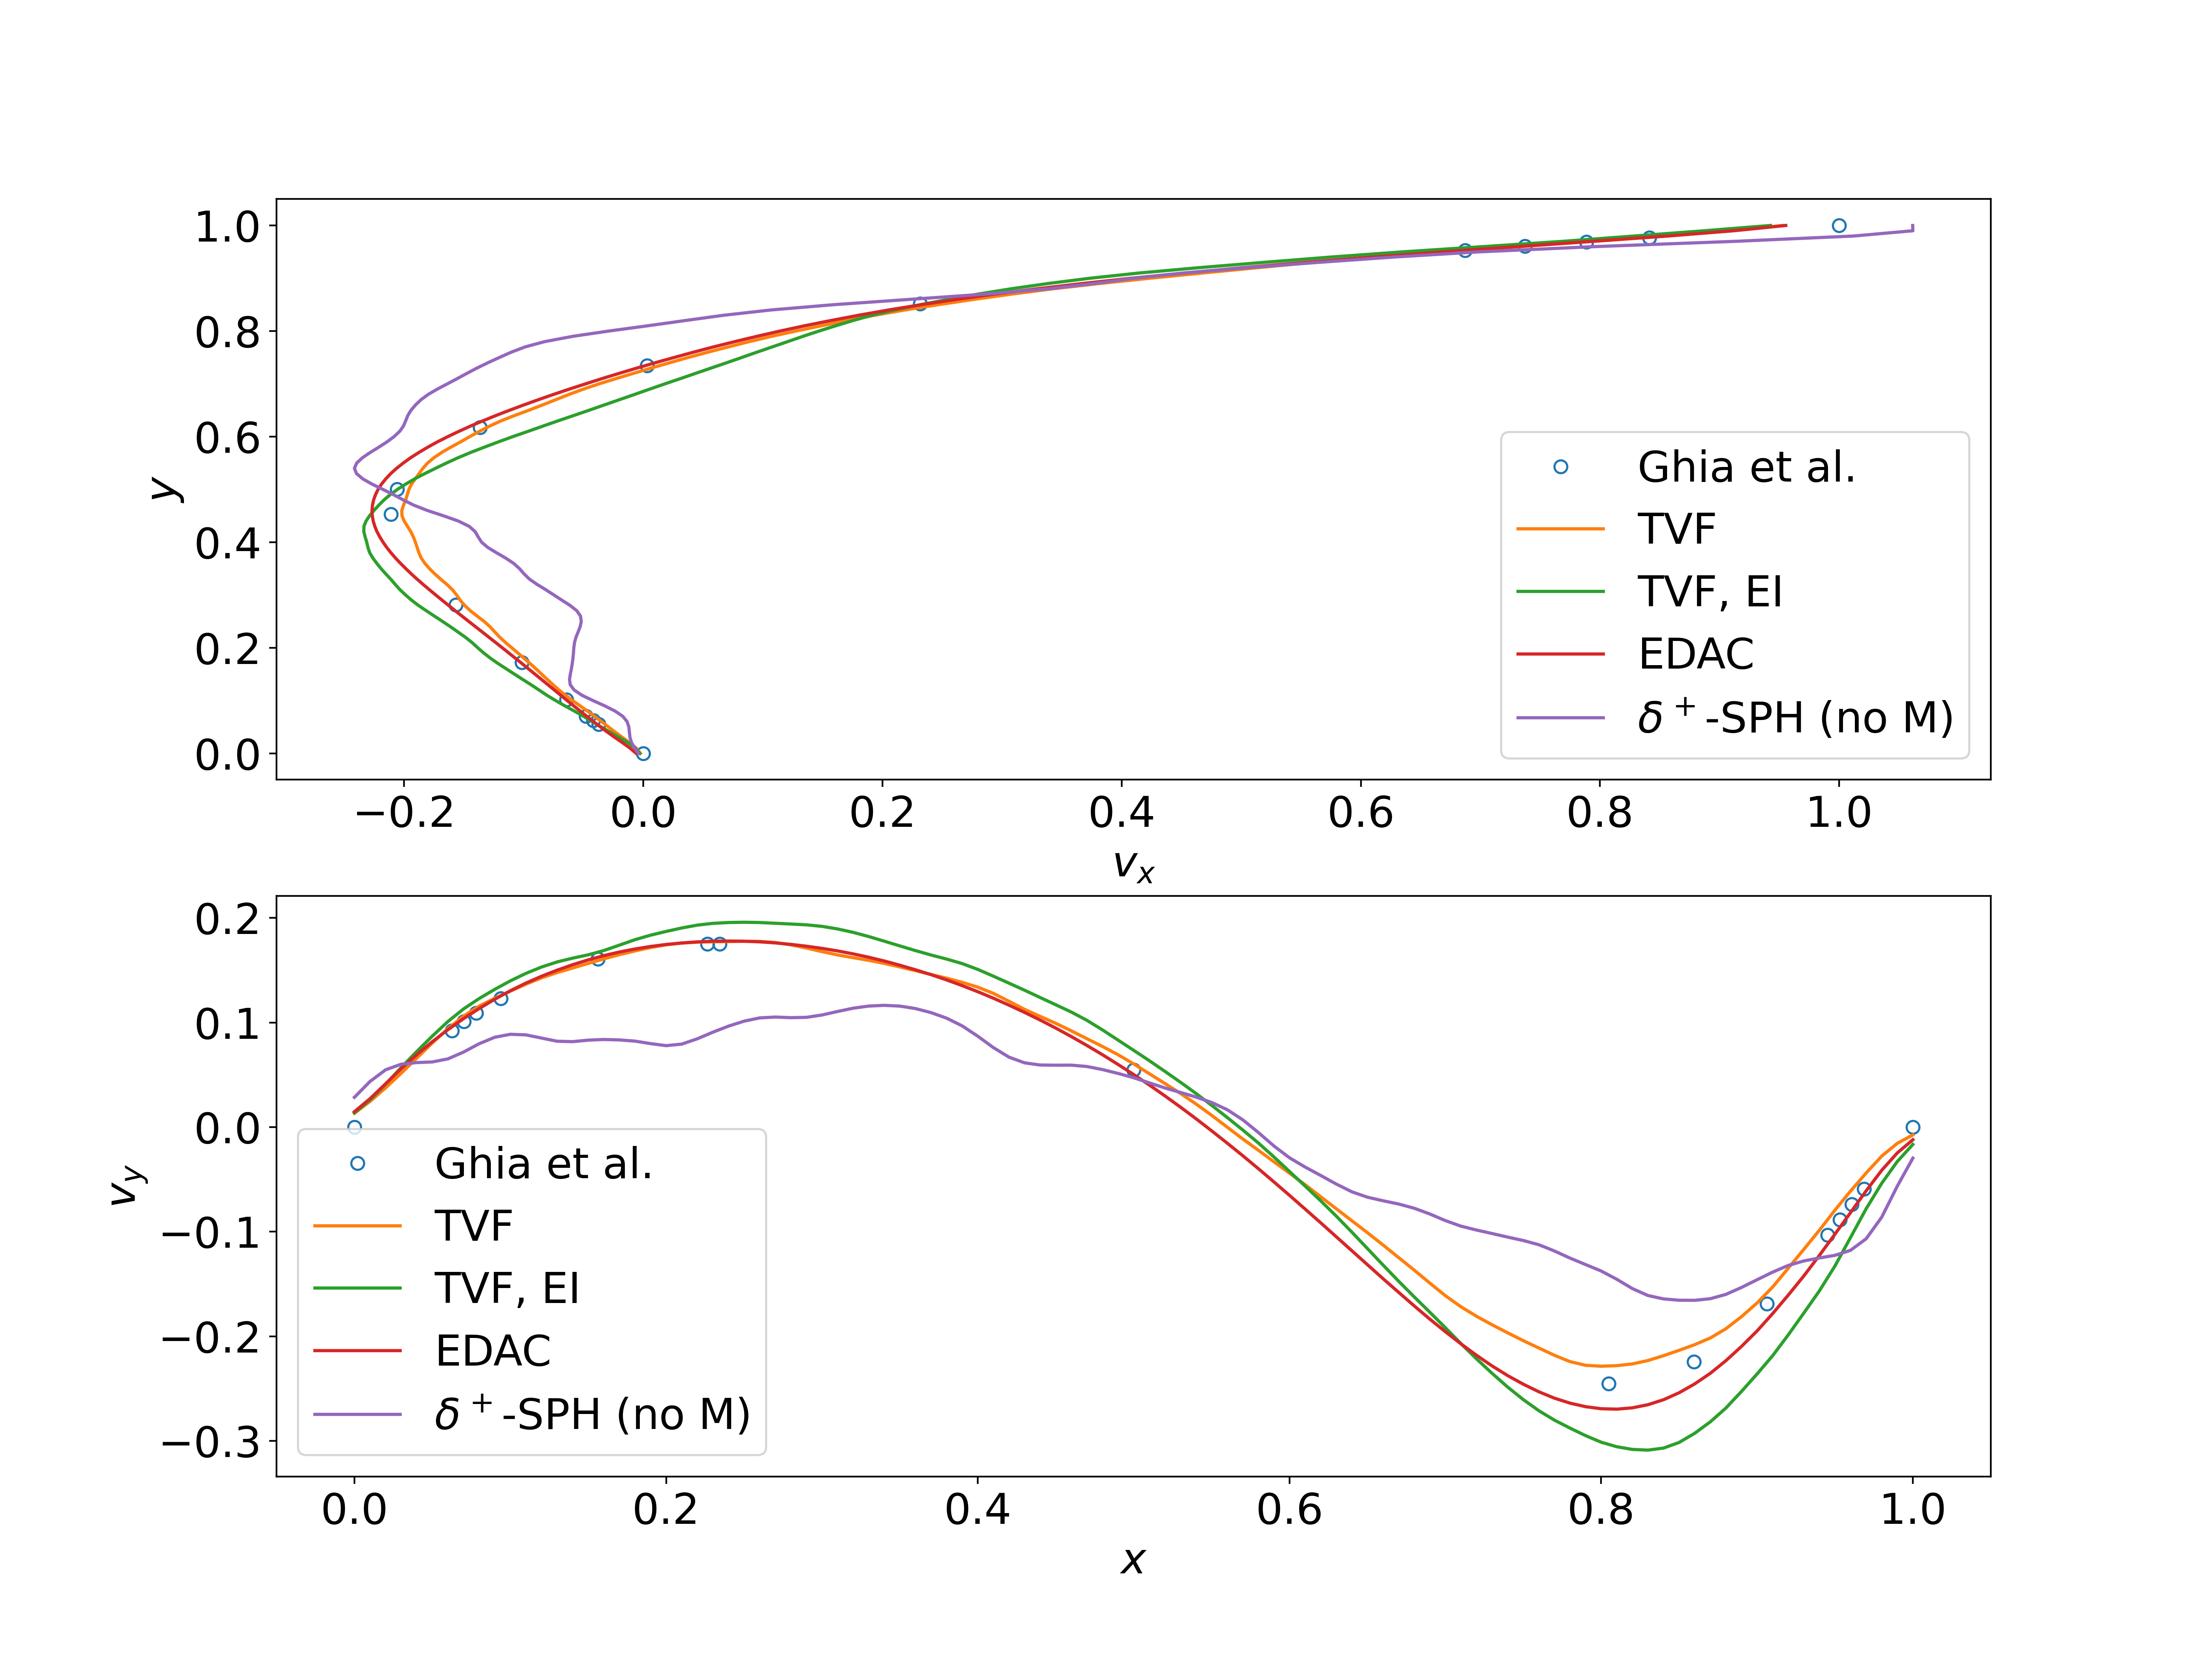 1.0
0.8
0.6
0.4
0.2
0.0
y
−0.2 0.0 0.2 0.4 0.6 0.8 1.0
v_x
Ghia et al.
TVF
TVF, EI
EDAC
δ⁺-SPH (no M)
0.2
0.1
0.0
−0.1
−0.2
−0.3
v_y
Ghia et al.
TVF
TVF, EI
EDAC
δ⁺-SPH (no M)
0.0 0.2 0.4 0.6 0.8 1.0
x